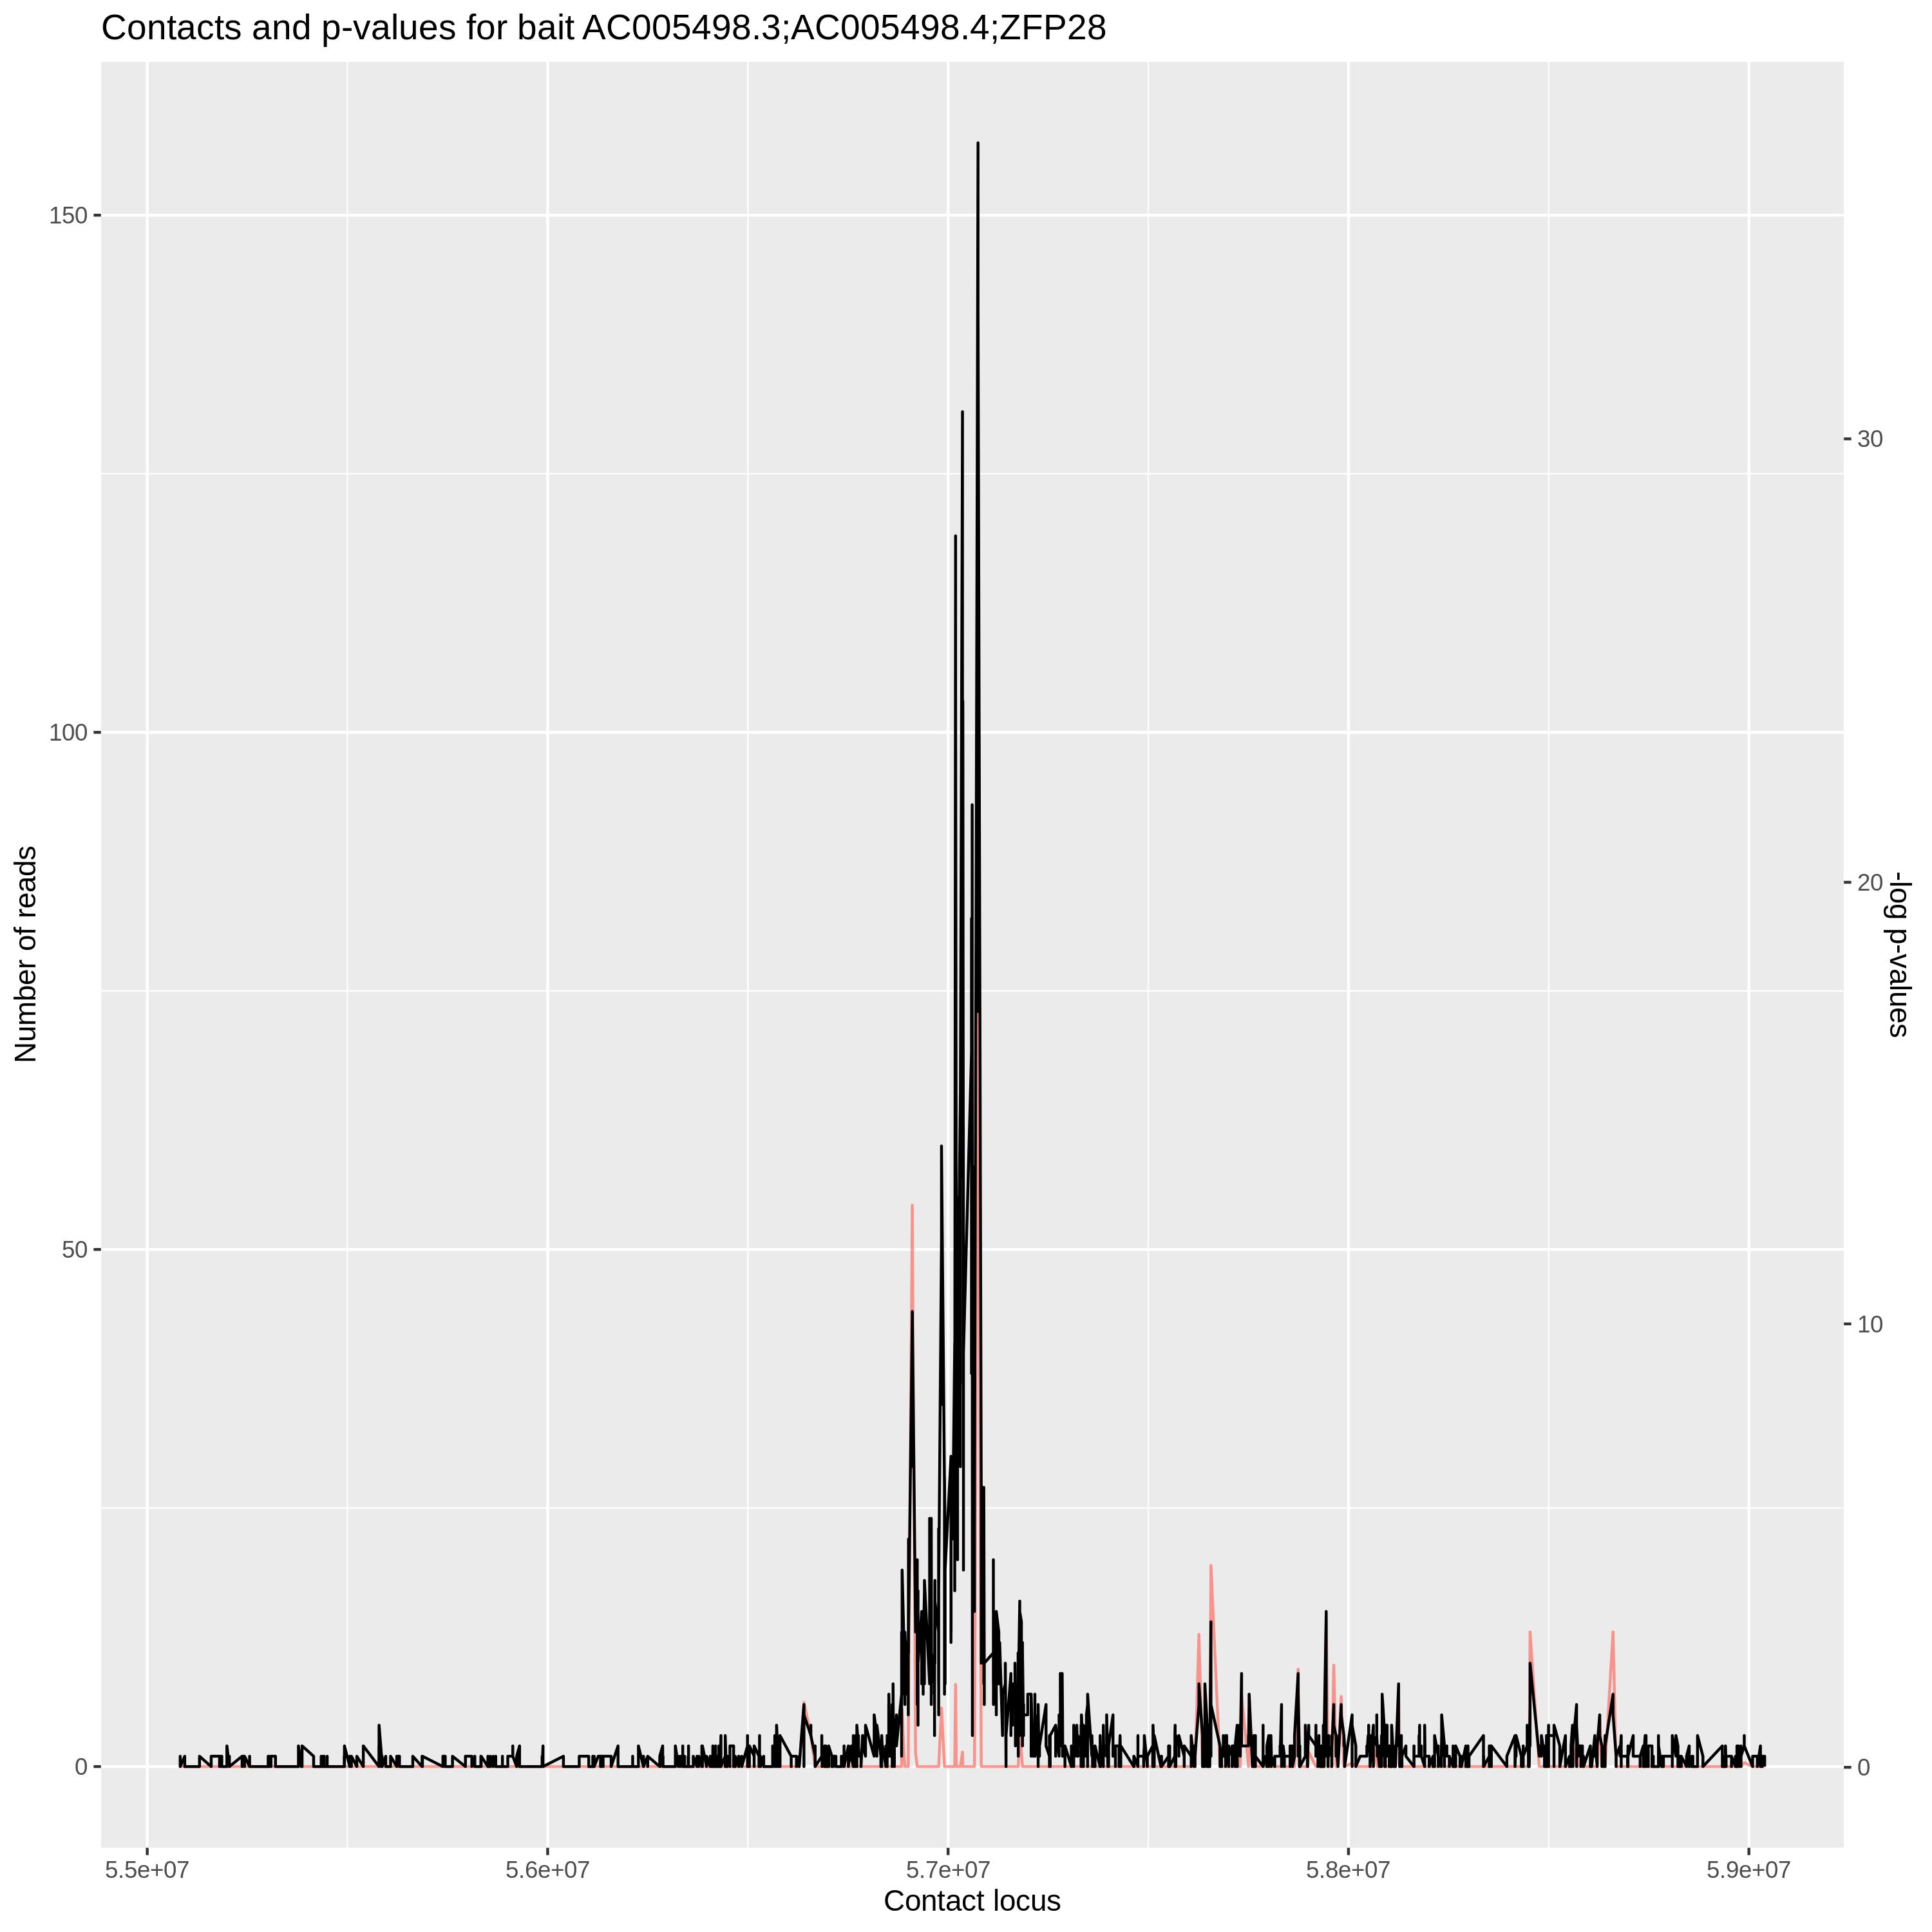 Contacts and p-values for bait AC005498.3;AC005498.4;ZFP28
150
100
50
0
Number of reads
30
20
10
0
-log p-values
5.5e+07
5.6e+07
5.7e+07
5.8e+07
5.9e+07
Contact locus